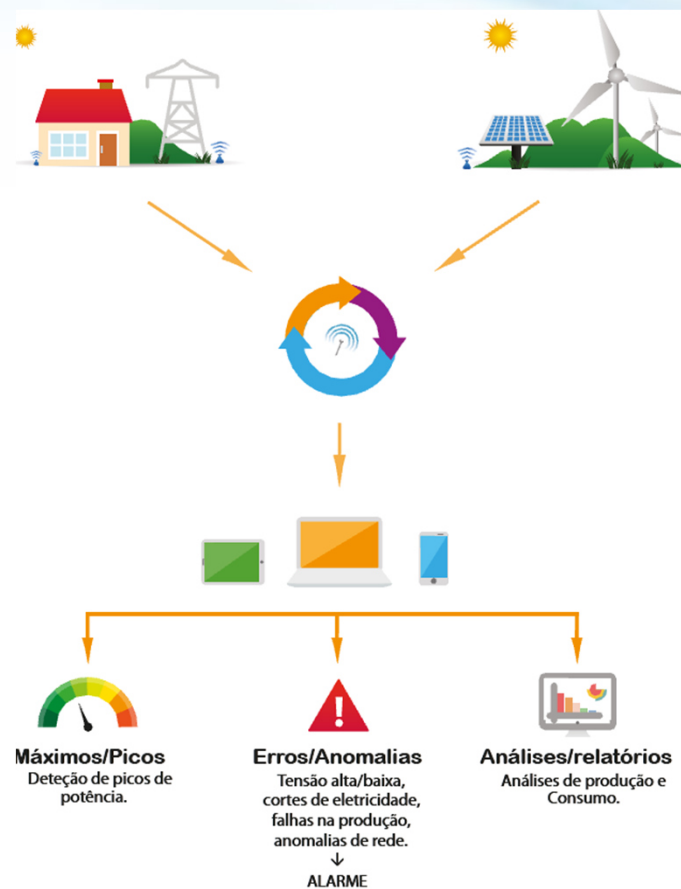 Máximos/Picos
Deteção de picos de
potência.
Erros/Anomalias
Tensão alta/baixa,
cortes de eletricidade,
falhas na produção,
anomalias de rede.
↓
ALARME
Análises/relatórios
Análises de produção e
Consumo.